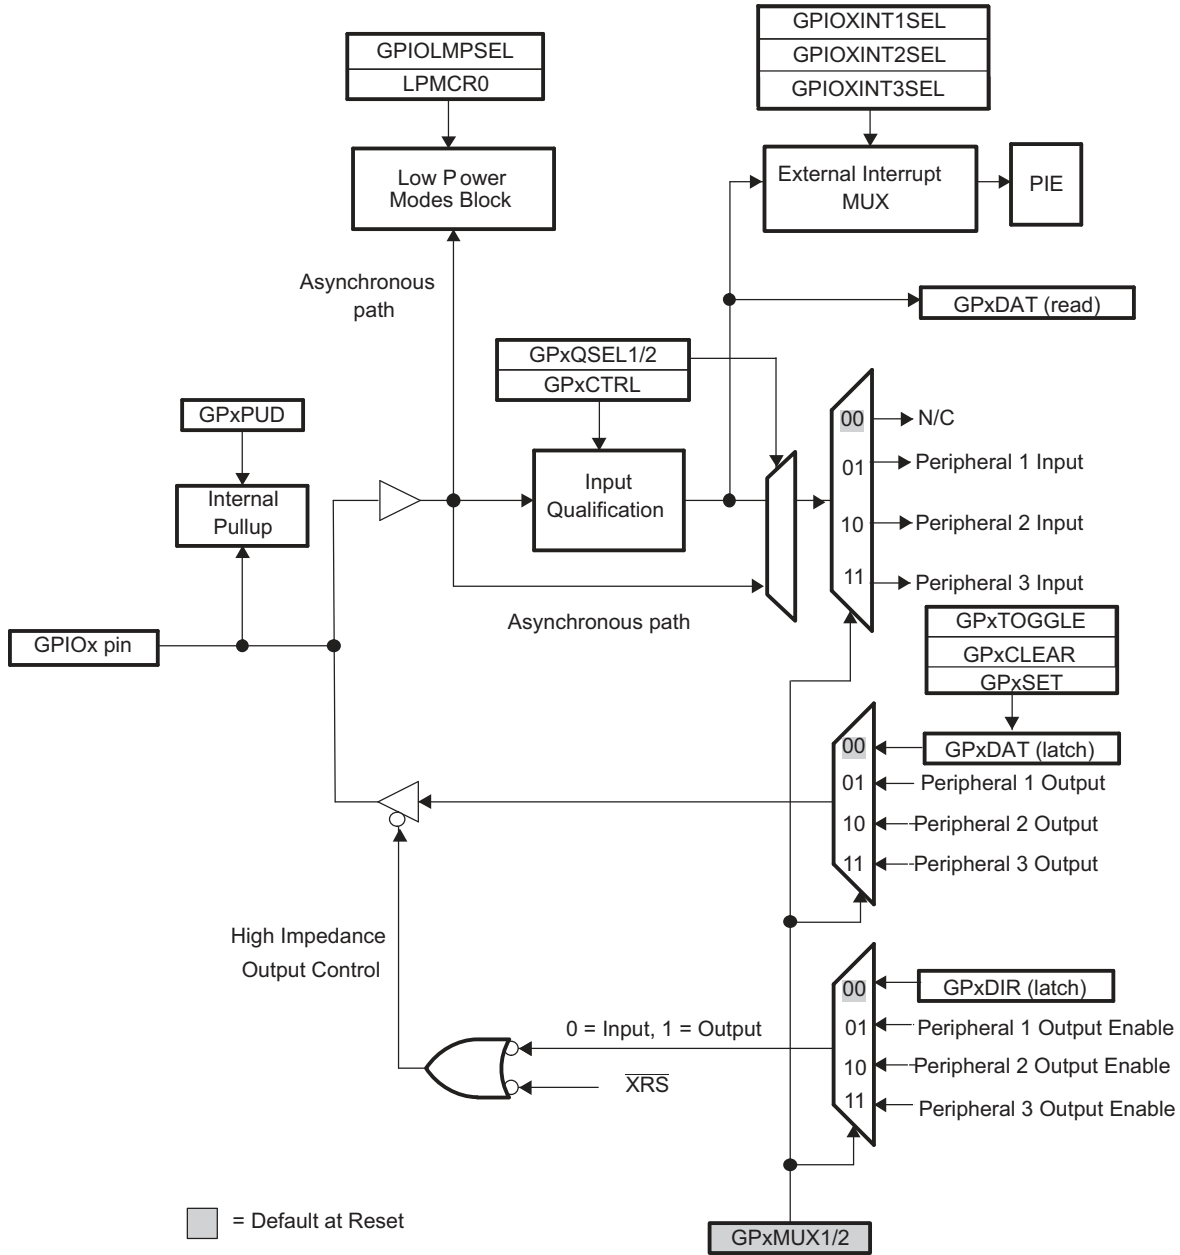 GPIOLMPSEL
LPMCR0
GPIOXINT1SEL
GPIOXINT2SEL
GPIOXINT3SEL
Low Power
Modes Block
External Interrupt
MUX
PIE
Asynchronous
path
GPxDAT (read)
GPxQSEL1/2
GPxCTRL
GPxPUD
Internal
Pullup
Input
Qualification
00
N/C
01
Peripheral 1 Input
10
Peripheral 2 Input
11
Peripheral 3 Input
Asynchronous path
GPIOx pin
GPxTOGGLE
GPxCLEAR
GPxSET
00
GPxDAT (latch)
01
Peripheral 1 Output
10
Peripheral 2 Output
11
Peripheral 3 Output
High Impedance
Output Control
00
GPxDIR (latch)
0 = Input, 1 = Output
01
Peripheral 1 Output Enable
10
Peripheral 2 Output Enable
XRS
11
Peripheral 3 Output Enable
= Default at Reset
GPxMUX1/2